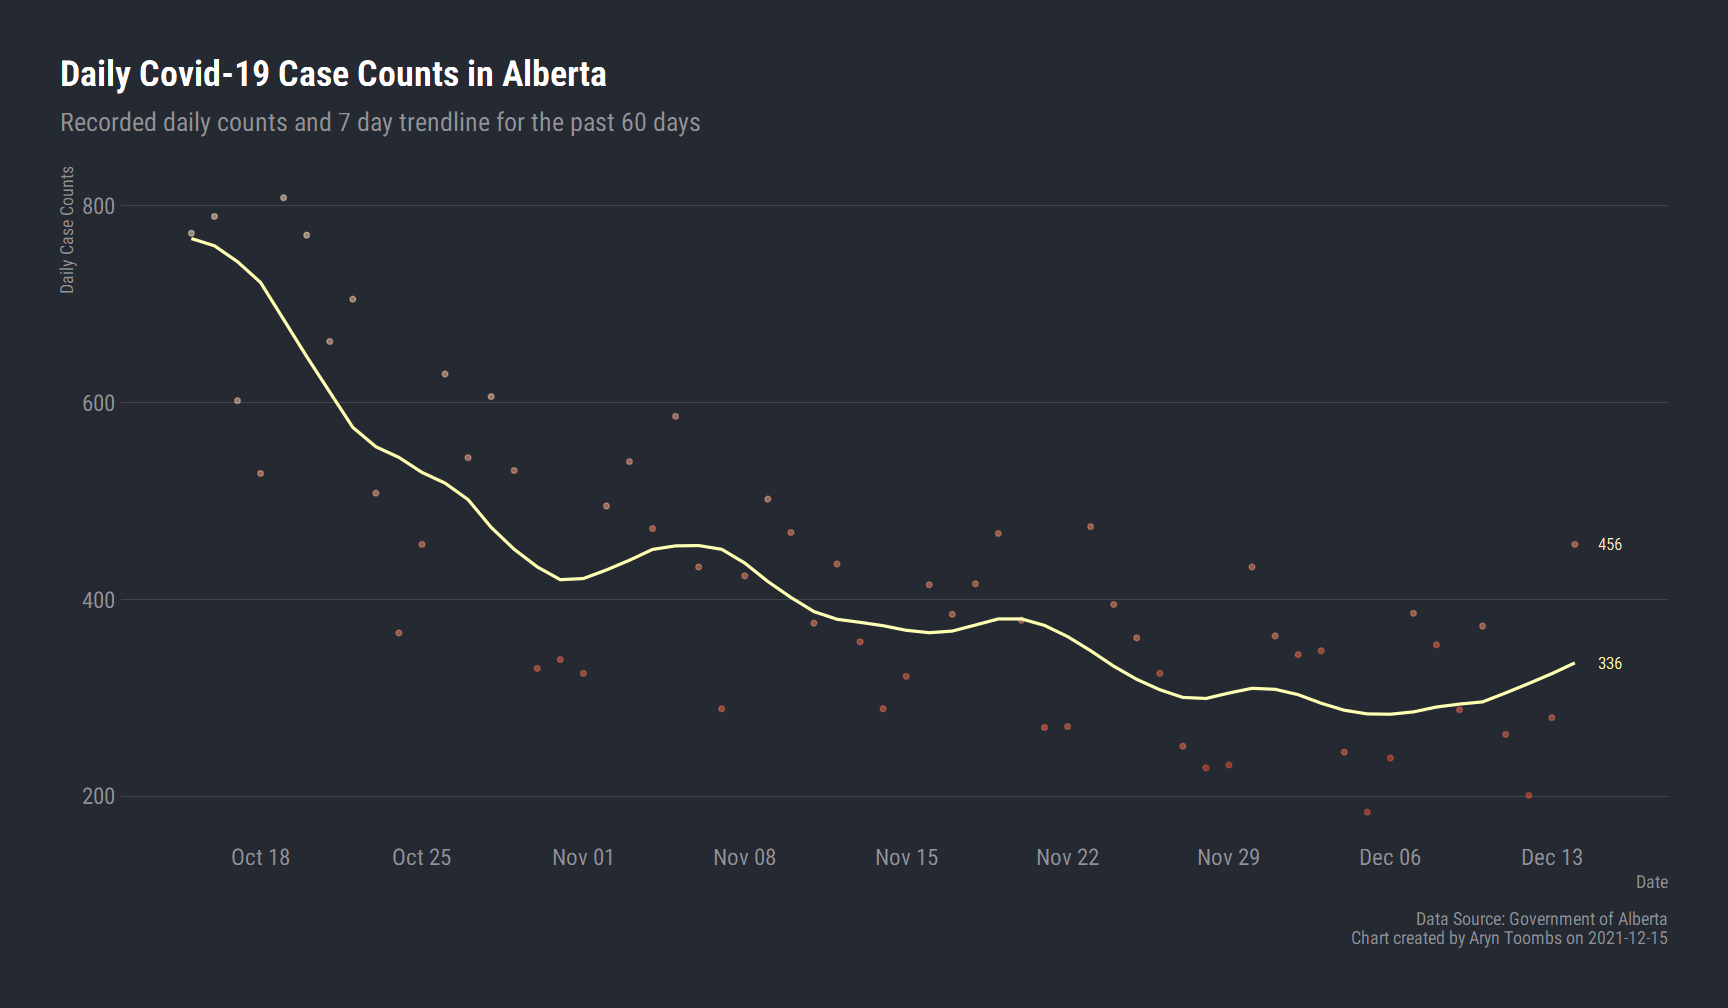 Daily Covid-19 Case Counts in Alberta
Recorded daily counts and 7 day trendline for the past 60 days
Daily Case Counts
800
600
400
200
456
336
Oct 18 Oct 25 Nov 01 Nov 08 Nov 15 Nov 22 Nov 29 Dec 06 Dec 13
Date
Data Source: Government of Alberta
Chart created by Aryn Toombs on 2021-12-15